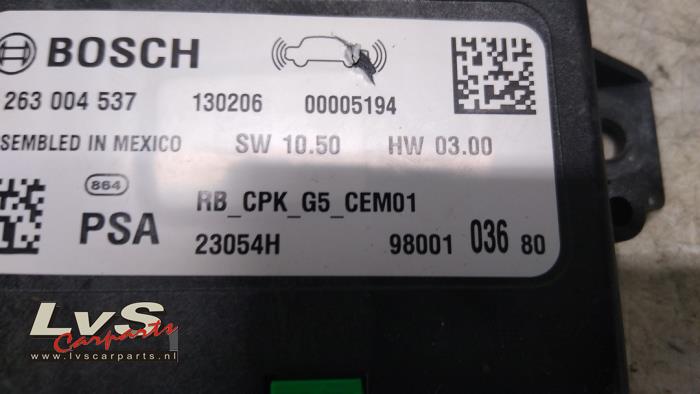 BOSCH
263 004 537 130206 00005194
SEMBLED IN MEXICO SW 10.50 HW 03.00
864 RB_CPK_G5_CEM01
PSA 23054H 98001 036 80
LvS
Carparts
www.lvscarparts.nl